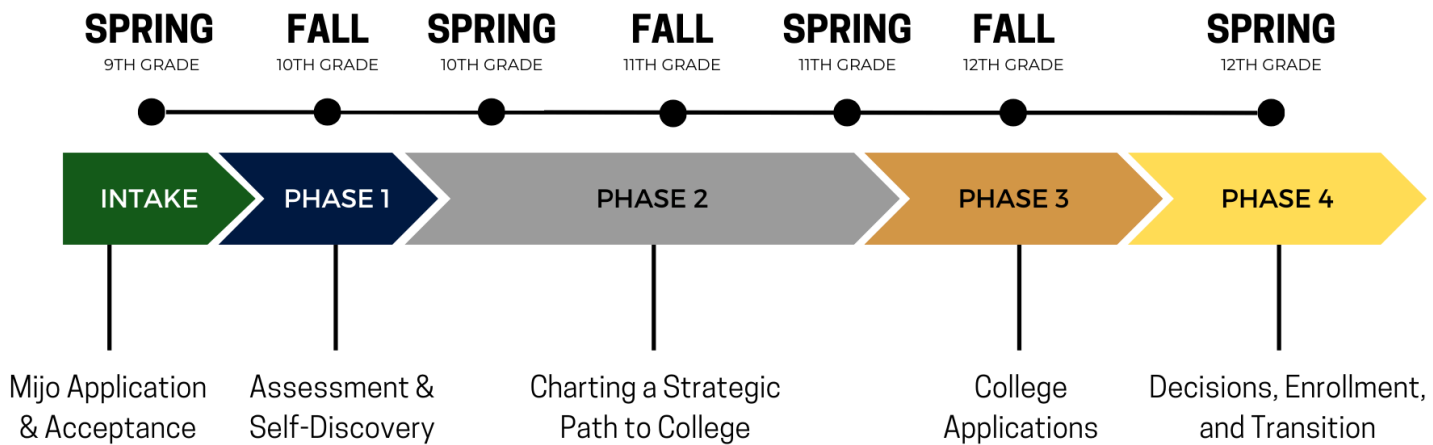 SPRING FALL SPRING FALL SPRING FALL SPRING
9TH GRADE 10TH GRADE 10TH GRADE 11TH GRADE 11TH GRADE 12TH GRADE 12TH GRADE
INTAKE PHASE 1 PHASE 2 PHASE 3 PHASE 4
Mijo Application Assessment & Charting a Strategic College Decisions, Enrollment,
& Acceptance Self-Discovery Path to College Applications and Transition